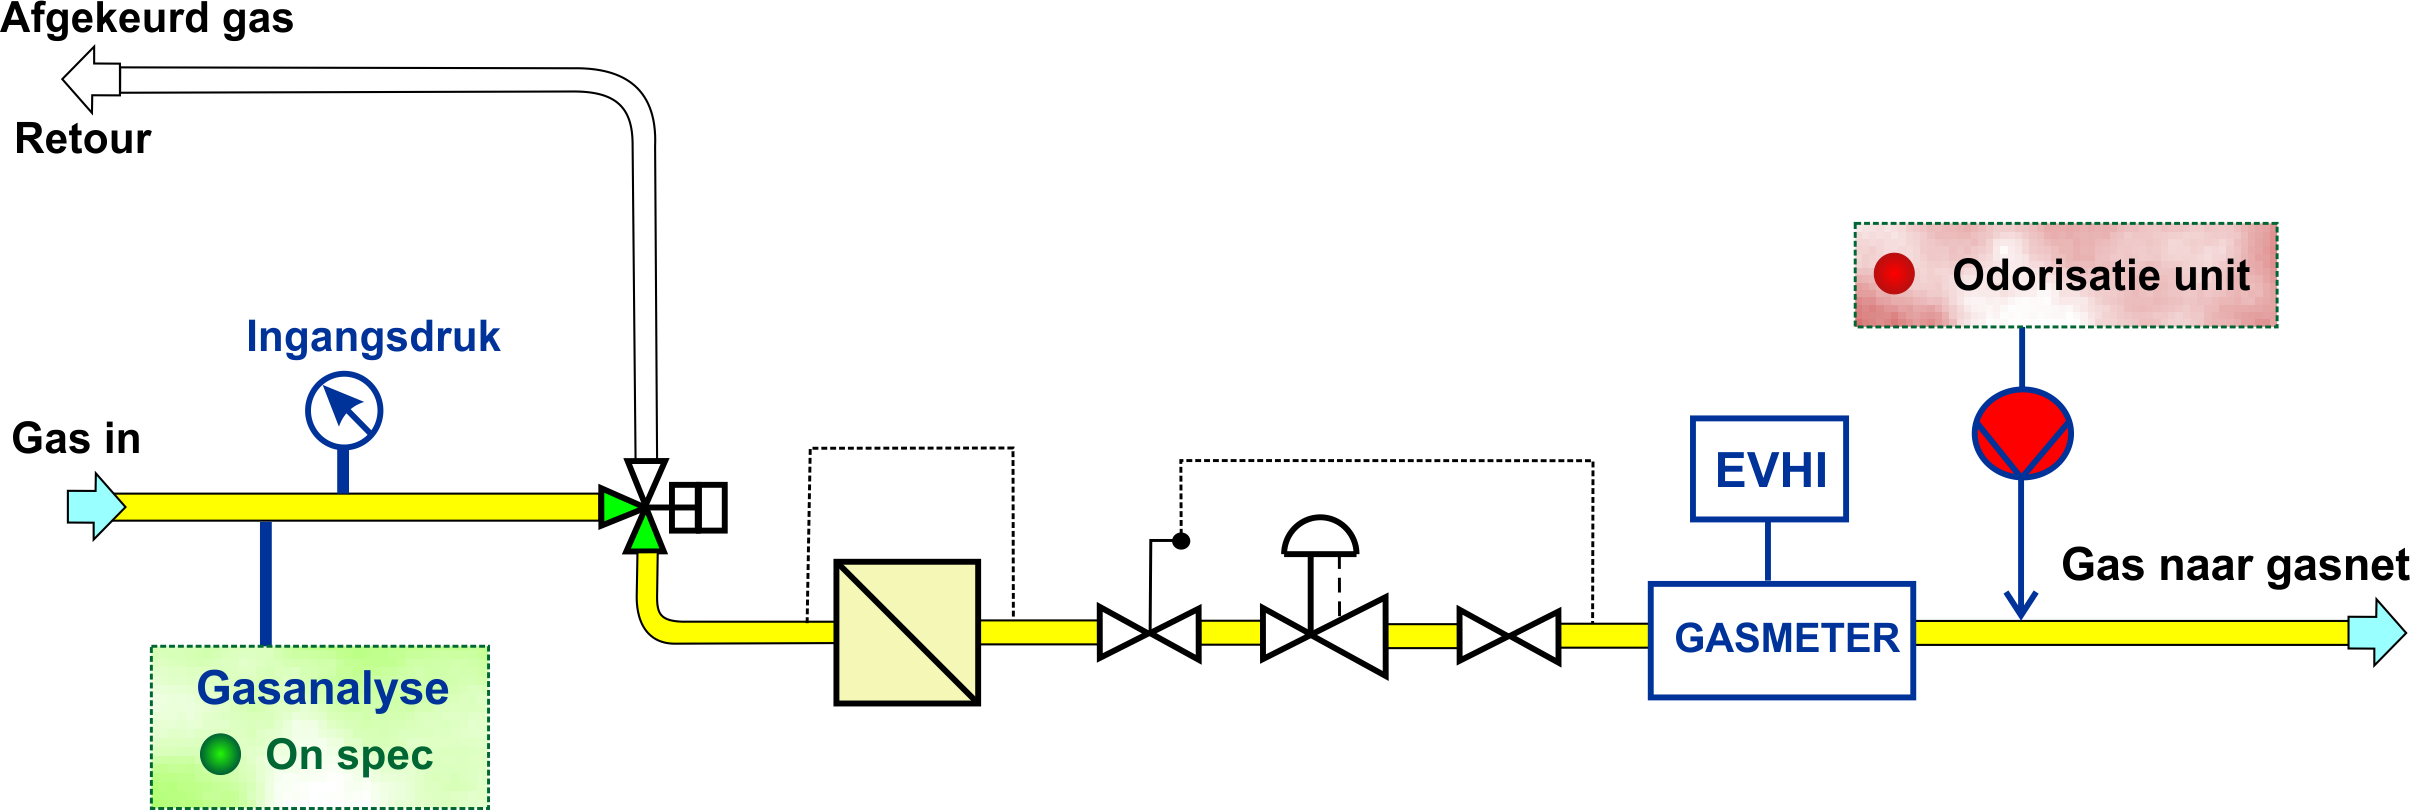 Afgekeurd gas
Retour
Ingangsdruk
Gas in
Gasanalyse
On spec
EVHI
GASMETER
Odorisatie unit
Gas naar gasnet